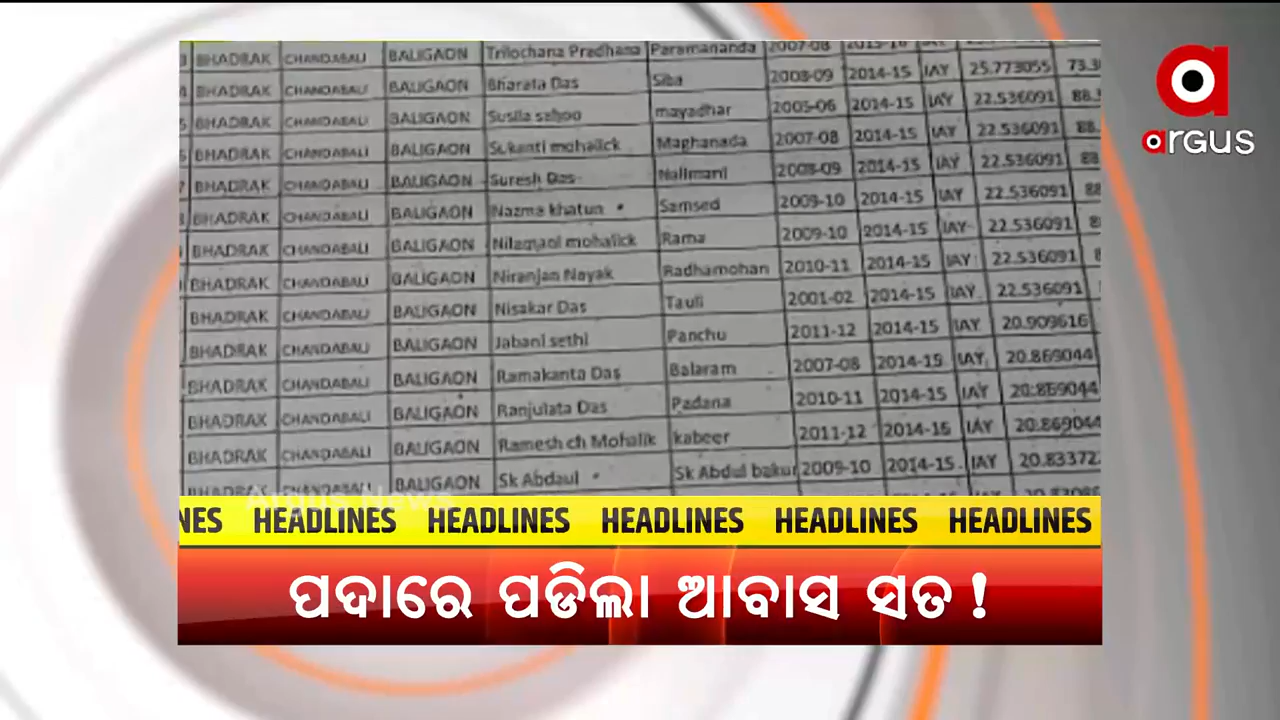 BHADRAK CHANDABALI BALIGAON Trilochana Pradhana Paramananda 2007-08 IAY 25.773055
BHADRAK CHANDABALI BALIGAON Bharata Das Siba 2008-09 2014-15 IAY 22.536091
BHADRAK CHANDABALI BALIGAON Susila sahoo mayadhar 2005-06 2014-15 IAY 22.536091
BHADRAK CHANDABALI BALIGAON Sukanti mohalick Maghanada 2007-08 2014-15 IAY 22.536091
BHADRAK CHANDABALI BALIGAON Suresh Das 2008-09 2014-15 IAY 22.536091
BHADRAK CHANDABALI BALIGAON Nazma khatun Samsed 2009-10 2014-15 IAY 22.536091
BHADRAK CHANDABALI BALIGAON mohalick Rama 2009-10 2014-15 IAY 22.536091
BHADRAK CHANDABALI BALIGAON Niranjan Nayak Radhamohan 2010-11 2014-15 IAY 22.536091
BHADRAK CHANDABALI BALIGAON Nisakar Das Tauli 2001-02 2014-15 IAY 22.536091
BHADRAK CHANDABALI BALIGAON Jabani sethi Panchu 2011-12 2014-15 IAY 20.909616
BHADRAK CHANDABALI BALIGAON Ramakanta Das Balaram 2007-08 2014-15 IAY 20.869044
BHADRAK CHANDABALI BALIGAON Ranjulata Das Padana 2010-11 2014-15 IAY 20.869044
BHADRAK CHANDABALI BALIGAON Ramesh ch Mohalik kabeer 2011-12 2014-15 IAY 20.869044
BHADRAK CHANDABALI BALIGAON Sk Abdaul Sk Abdul bakur 2009-10 2014-15 IAY 20.833722
argus
Argus News
HEADLINES HEADLINES HEADLINES HEADLINES HEADLINES
ପଦାରେ ପଡିଲା ଆବାସ ସତ !